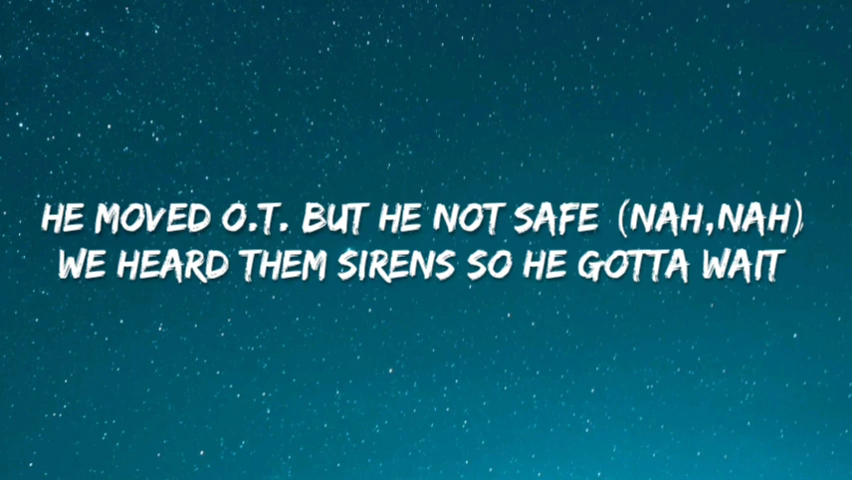 HE MOVED O.T. BUT HE NOT SAFE (NAH,NAH)
WE HEARD THEM SIRENS SO HE GOTTA WAIT